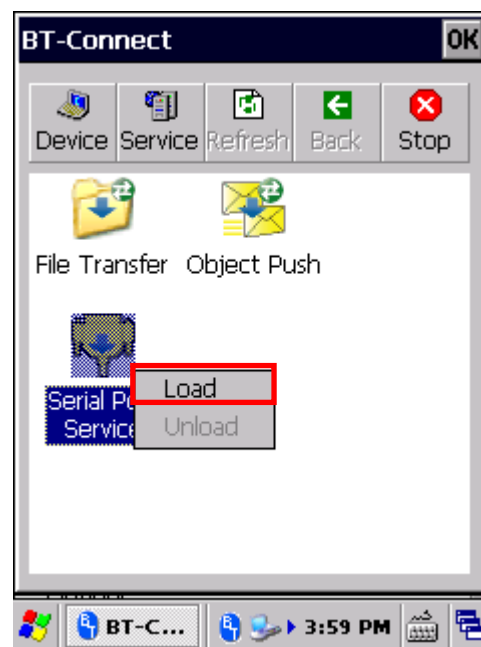 BT-Connect OK
Device Service Refresh Back Stop
File Transfer Object Push
Load
Serial
Service
Unload
BT-C... 3:59 PM